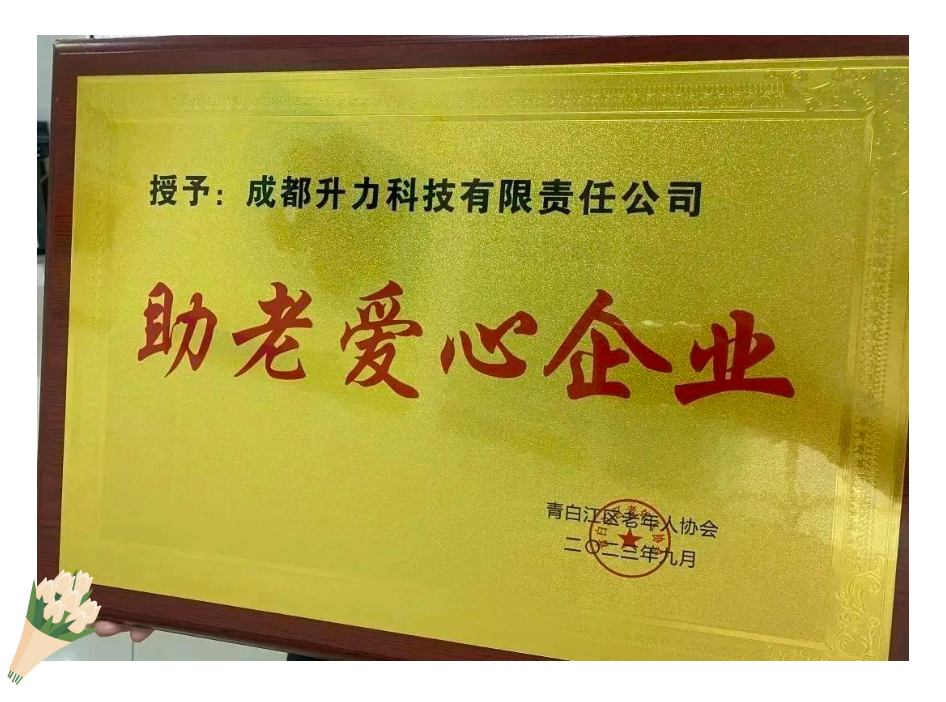 授予：成都升力科技有限责任公司
助老爱心企业
青白江区老年人协会
二〇二三年九月